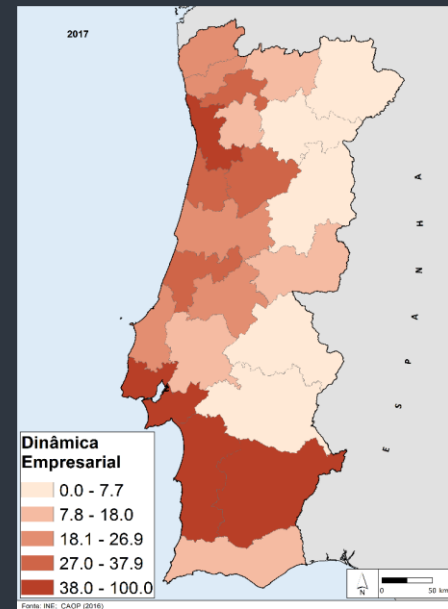 2017
ESPANHA
Dinâmica
Empresarial
0.0 - 7.7
7.8 - 18.0
18.1 - 26.9
27.0 - 37.9
38.0 - 100.0
N
0 50 km
Fonte: INE; CAOP (2016)